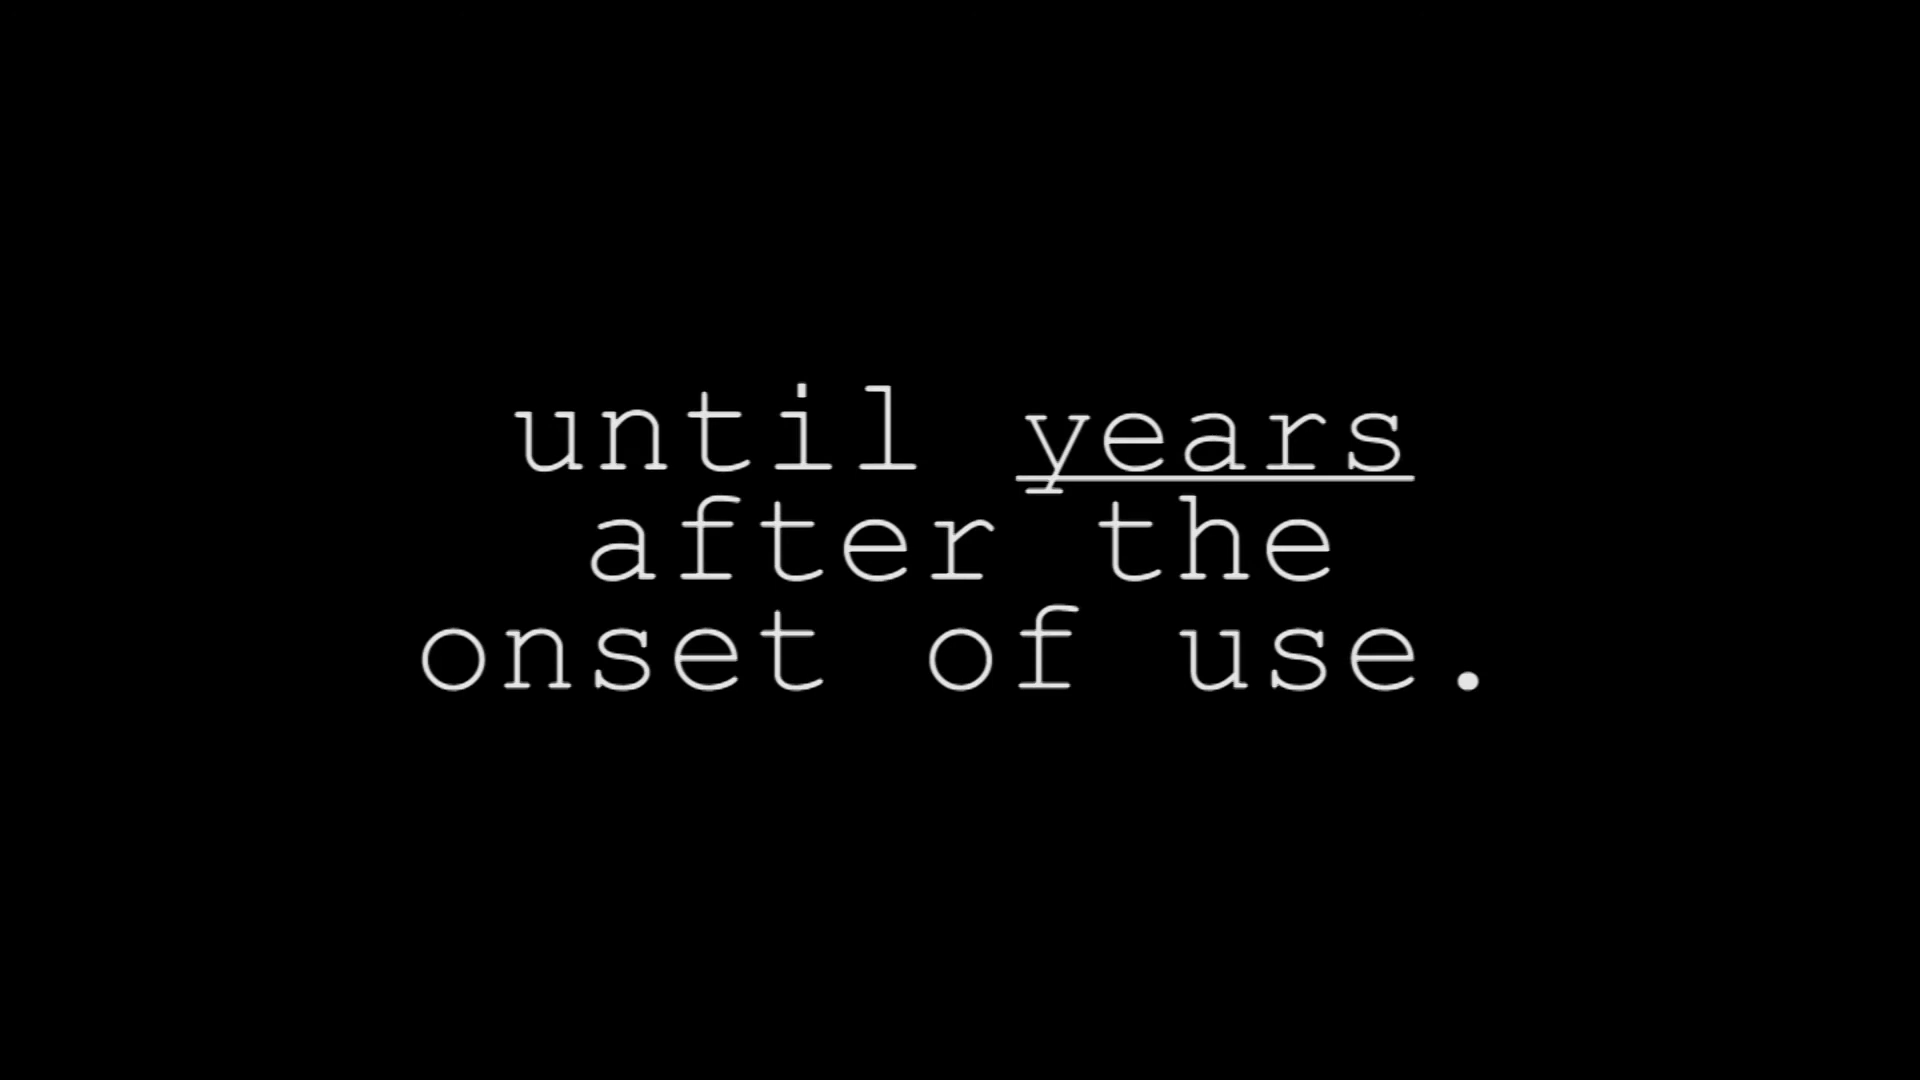 until years
after the
onset of use.